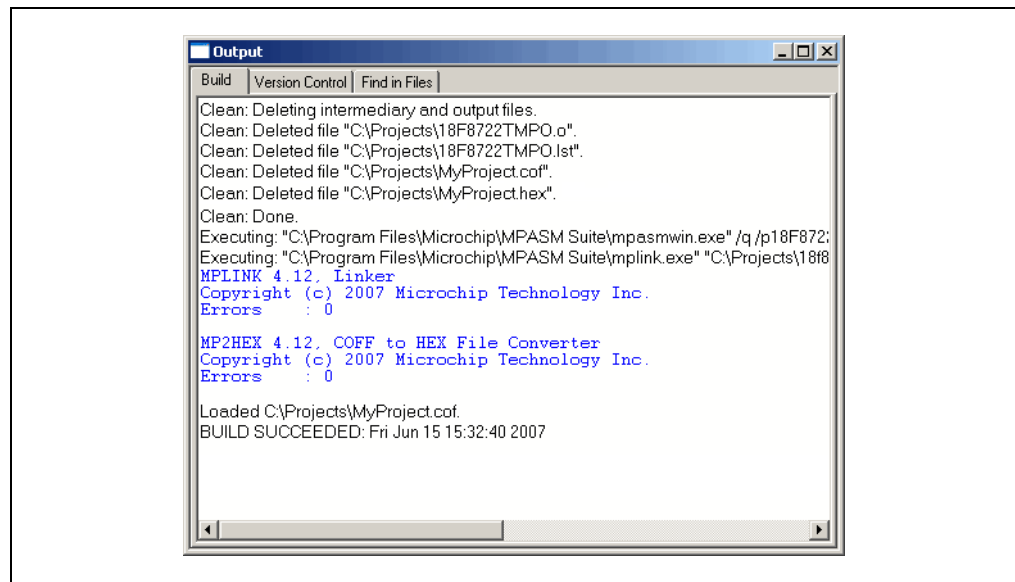 Output
Build Version Control Find in Files
Clean: Deleting intermediary and output files.
Clean: Deleted file "C:\Projects\18F8722TMPO.o".
Clean: Deleted file "C:\Projects\18F8722TMPO.lst".
Clean: Deleted file "C:\Projects\MyProject.cof".
Clean: Deleted file "C:\Projects\MyProject.hex".
Clean: Done.
Executing: "C:\Program Files\Microchip\MPASM Suite\mpasmwin.exe" /q /p18F872
Executing: "C:\Program Files\Microchip\MPASM Suite\mplink.exe" "C:\Projects\18f8
MPLINK 4.12, Linker
Copyright (c) 2007 Microchip Technology Inc.
Errors : 0
MP2HEX 4.12, COFF to HEX File Converter
Copyright (c) 2007 Microchip Technology Inc.
Errors : 0
Loaded C:\Projects\MyProject.cof.
BUILD SUCCEEDED: Fri Jun 15 15:32:40 2007